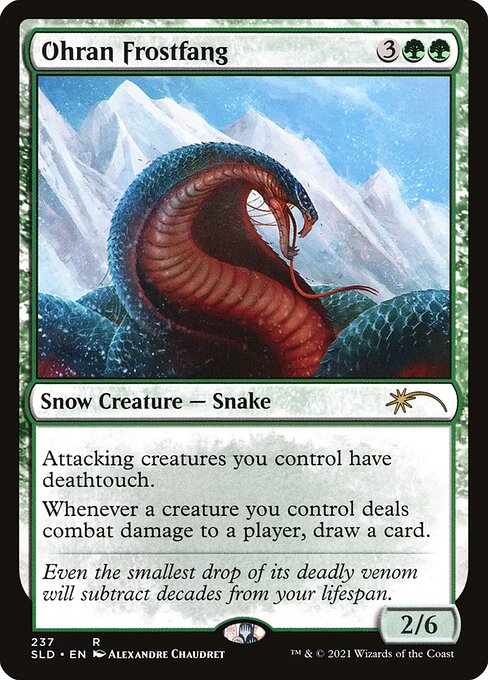 Ohran Frostfang 3
Snow Creature — Snake
Attacking creatures you control have
deathtouch.
Whenever a creature you control deals
combat damage to a player, draw a card.
Even the smallest drop of its deadly venom
will subtract decades from your lifespan.
2/6
237 R
SLD • EN Alexandre Chaudret ™ & © 2021 Wizards of the Coast